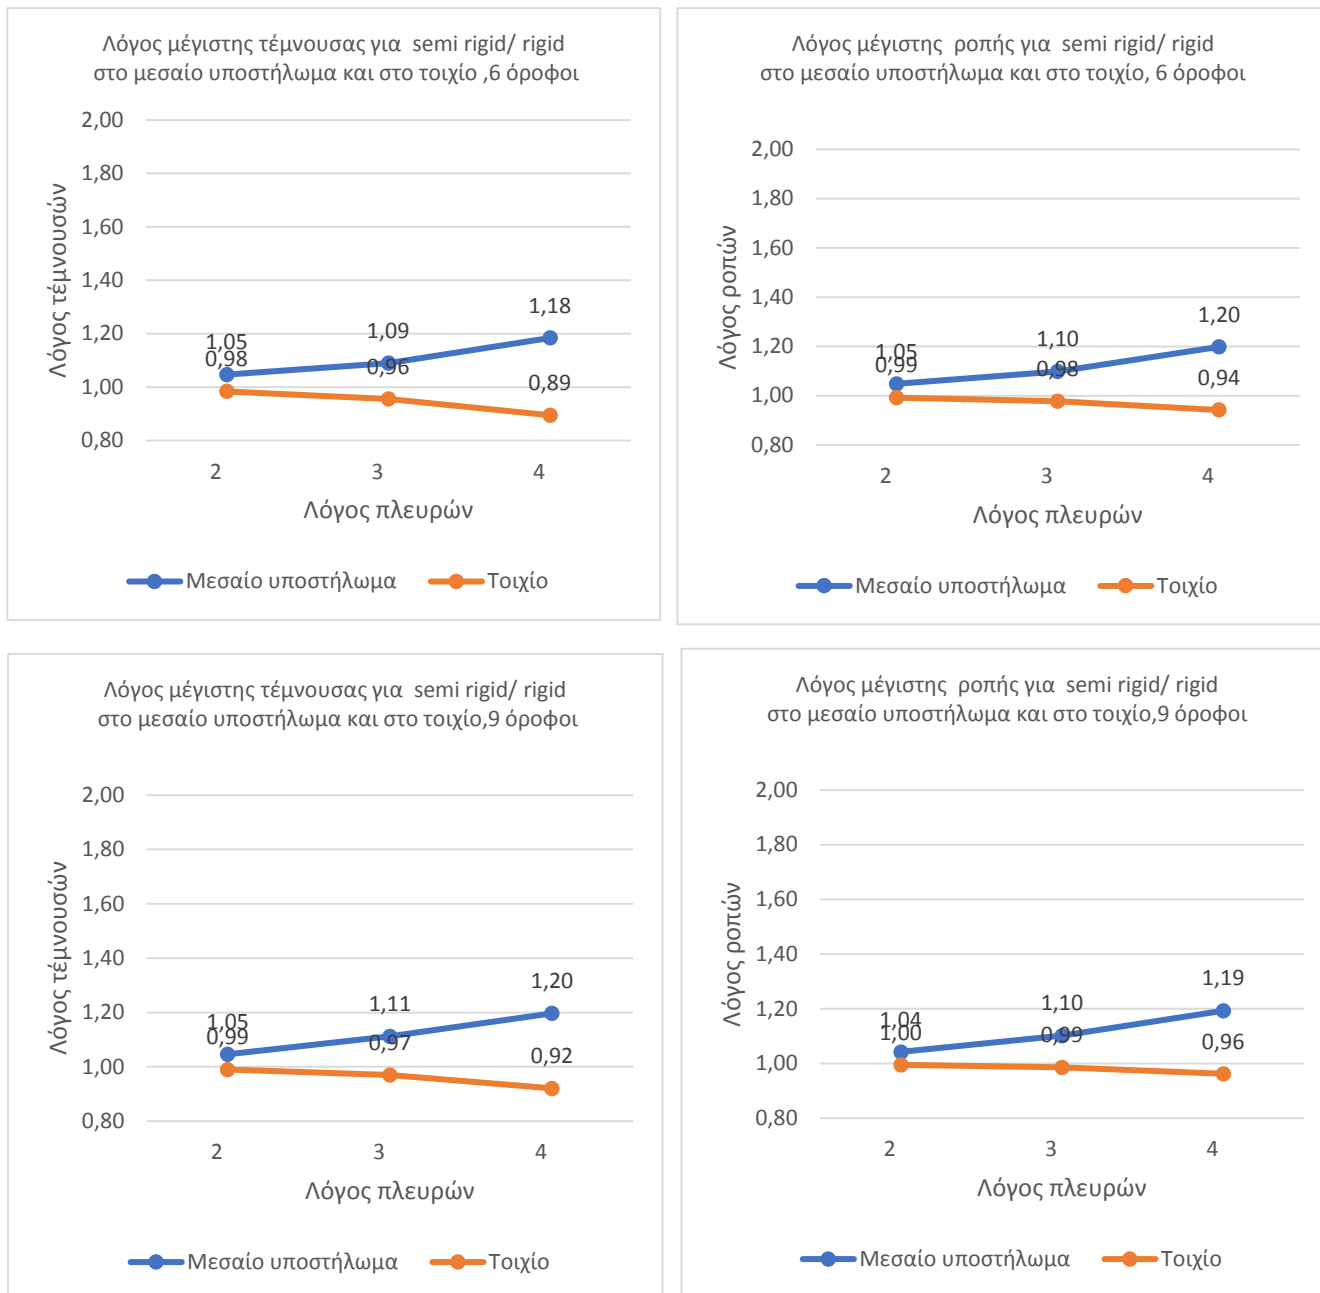 Λόγος μέγιστης τέμνουσας για semi rigid/ rigid
στο μεσαίο υποστήλωμα και στο τοιχίο ,6 όροφοι
2,00
1,80
1,60
1,40
1,20
1,00
0,80
Λόγος τέμνουσών
1,05
1,09
1,18
0,98
0,96
0,89
2
3
4
Λόγος πλευρών
Μεσαίο υποστήλωμα
Τοιχίο
Λόγος μέγιστης ροπής για semi rigid/ rigid
στο μεσαίο υποστήλωμα και στο τοιχίο, 6 όροφοι
2,00
1,80
1,60
1,40
1,20
1,00
0,80
Λόγος ροπών
1,05
1,10
1,20
0,99
0,98
0,94
2
3
4
Λόγος πλευρών
Μεσαίο υποστήλωμα
Τοιχίο
Λόγος μέγιστης τέμνουσας για semi rigid/ rigid
στο μεσαίο υποστήλωμα και στο τοιχίο,9 όροφοι
2,00
1,80
1,60
1,40
1,20
1,00
0,80
Λόγος τέμνουσών
1,05
1,11
1,20
0,99
0,97
0,92
2
3
4
Λόγος πλευρών
Μεσαίο υποστήλωμα
Τοιχίο
Λόγος μέγιστης ροπής για semi rigid/ rigid
στο μεσαίο υποστήλωμα και στο τοιχίο,9 όροφοι
2,00
1,80
1,60
1,40
1,20
1,00
0,80
Λόγος ροπών
1,04
1,10
1,19
1,00
0,99
0,96
2
3
4
Λόγος πλευρών
Μεσαίο υποστήλωμα
Τοιχίο